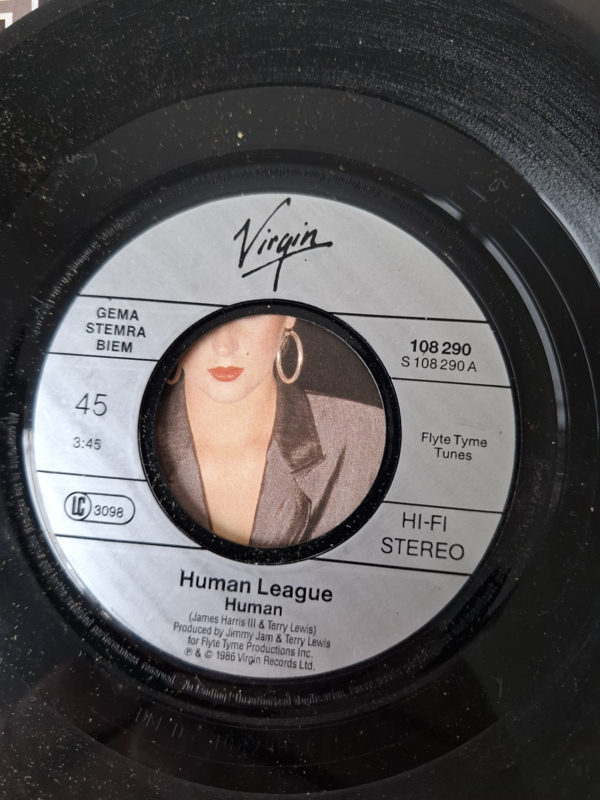 Virgin
GEMA
STEMRA
BIEM
108 290
S 108 290 A
45
3:45
Flyte Tyme
Tunes
LC 3098
HI-FI
STEREO
Human League
Human
(James Harris III & Terry Lewis)
Produced by Jimmy Jam & Terry Lewis
for Flyte Tyme Productions Inc.
℗ & © 1986 Virgin Records Ltd.